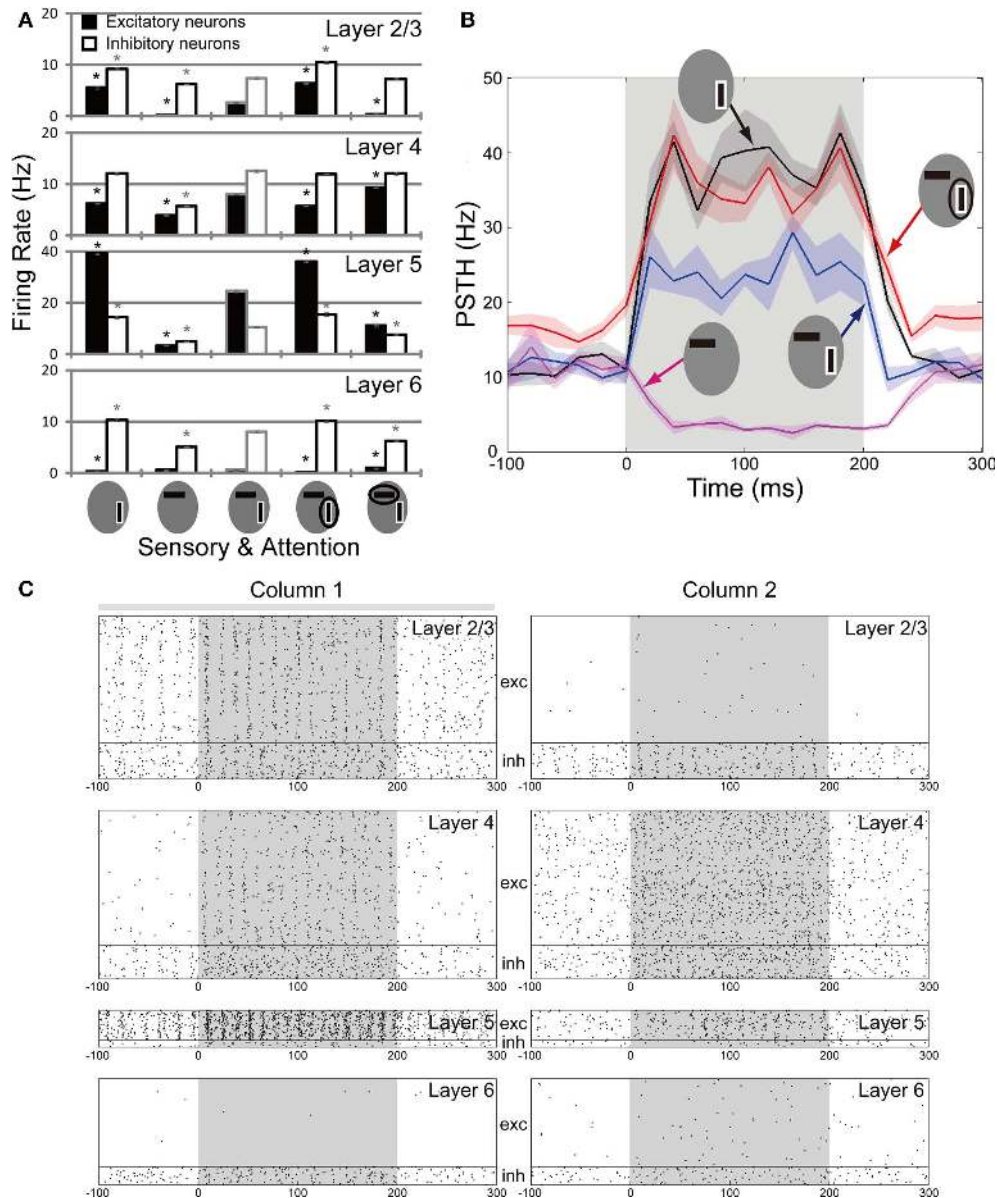 A
Excitatory neurons
Inhibitory neurons
Layer 2/3
20
10
0
* * * * * * *
Layer 4
20
10
0
* * * * * *
Layer 5
40
20
0
* * * * * * * *
Layer 6
20
10
0
* * * * * * *
Firing Rate (Hz)
Sensory & Attention
B
50
40
30
20
10
0
PSTH (Hz)
-100 0 100 200 300
Time (ms)
C
Column 1 Column 2
Layer 2/3 Layer 2/3
exc
inh
-100 0 100 200 300 -100 0 100 200 300
Layer 4 Layer 4
exc
inh
-100 0 100 200 300 -100 0 100 200 300
Layer 5 exc Layer 5
inh
-100 0 100 200 300 -100 0 100 200 300
Layer 6 Layer 6
exc
inh
-100 0 100 200 300 -100 0 100 200 300